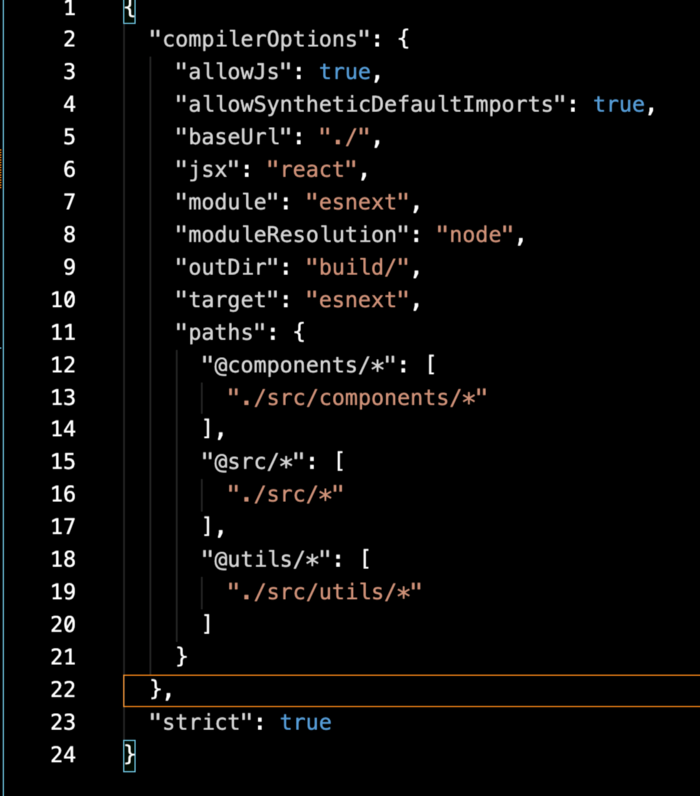 1 {
2 "compilerOptions": {
3 "allowJs": true,
4 "allowSyntheticDefaultImports": true,
5 "baseUrl": "./",
6 "jsx": "react",
7 "module": "esnext",
8 "moduleResolution": "node",
9 "outDir": "build/",
10 "target": "esnext",
11 "paths": {
12 "@components/*": [
13 "./src/components/*"
14 ],
15 "@src/*": [
16 "./src/*"
17 ],
18 "@utils/*": [
19 "./src/utils/*"
20 ]
21 }
22 },
23 "strict": true
24 }